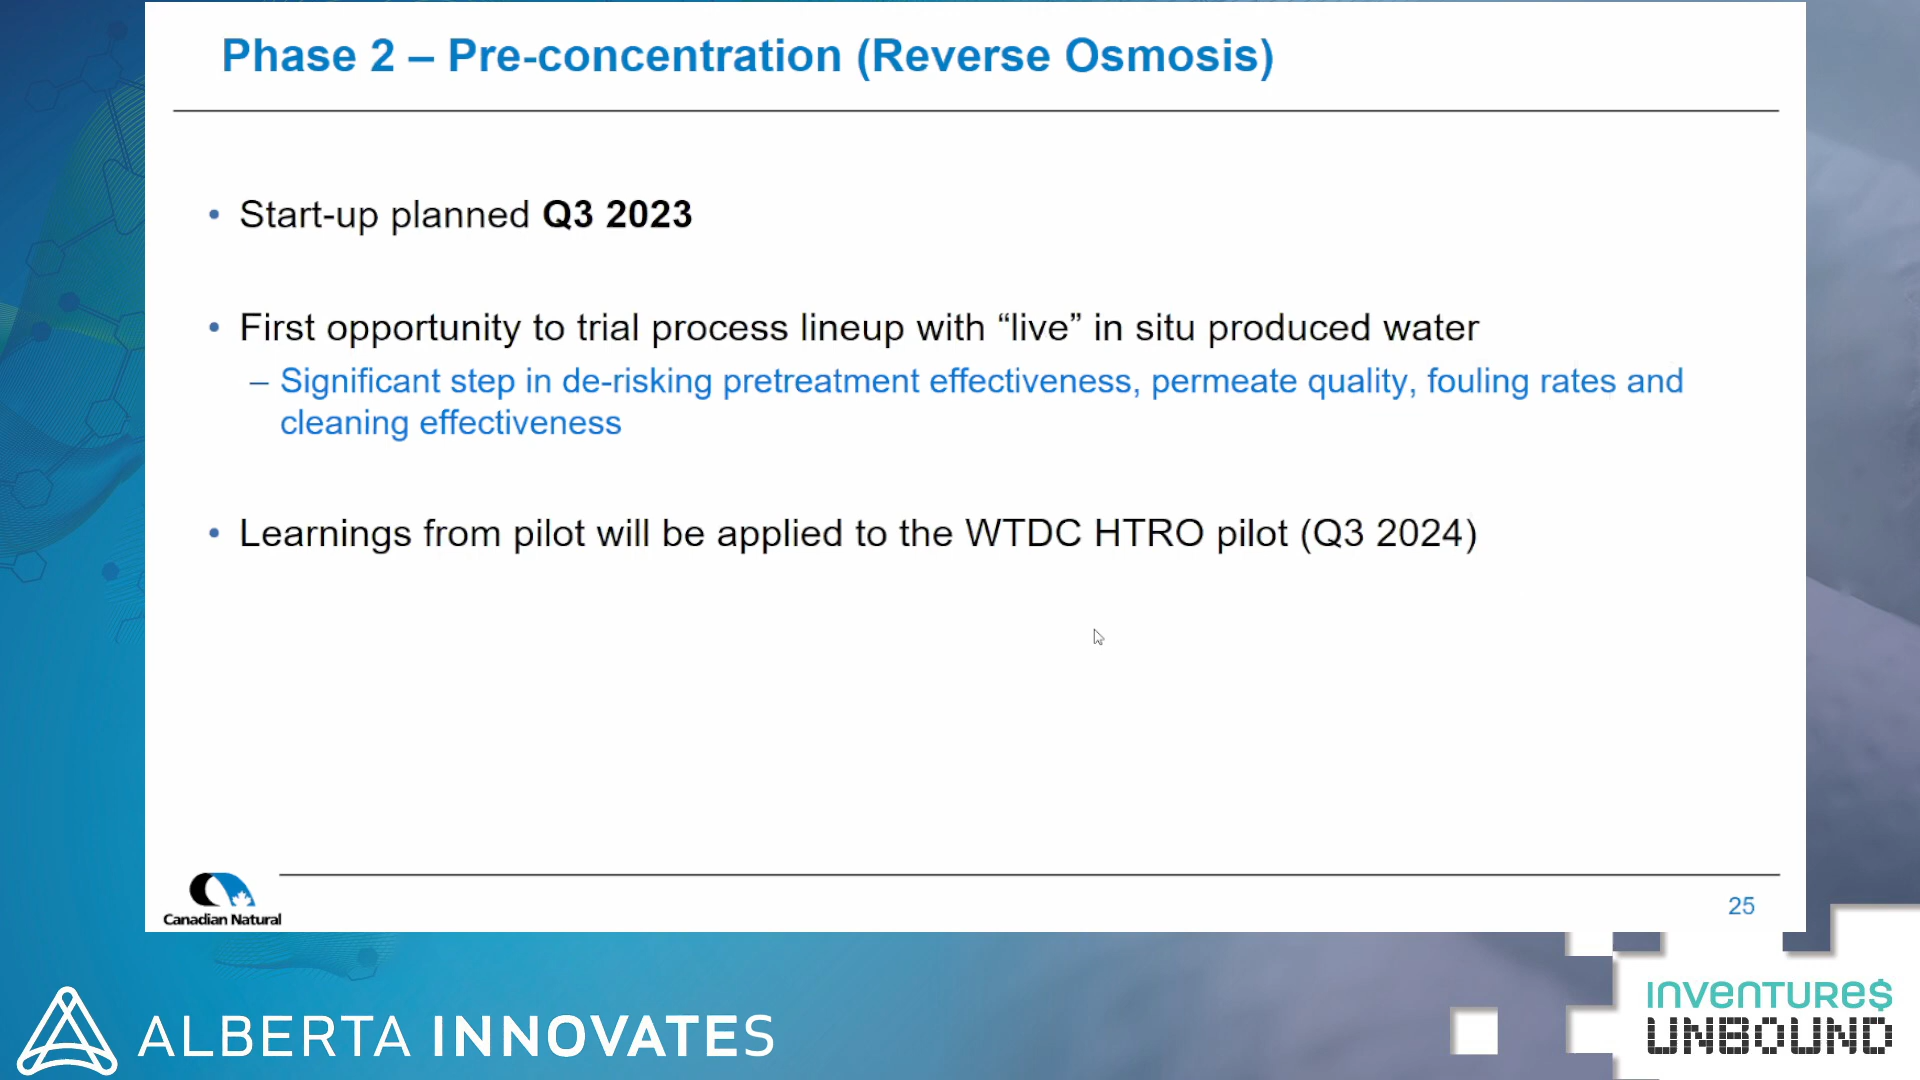 Phase 2 – Pre-concentration (Reverse Osmosis)
• Start-up planned Q3 2023
• First opportunity to trial process lineup with “live” in situ produced water
– Significant step in de-risking pretreatment effectiveness, permeate quality, fouling rates and
cleaning effectiveness
• Learnings from pilot will be applied to the WTDC HTRO pilot (Q3 2024)
Canadian Natural
25
ALBERTA INNOVATES
INVENTURE$
UNBOUND